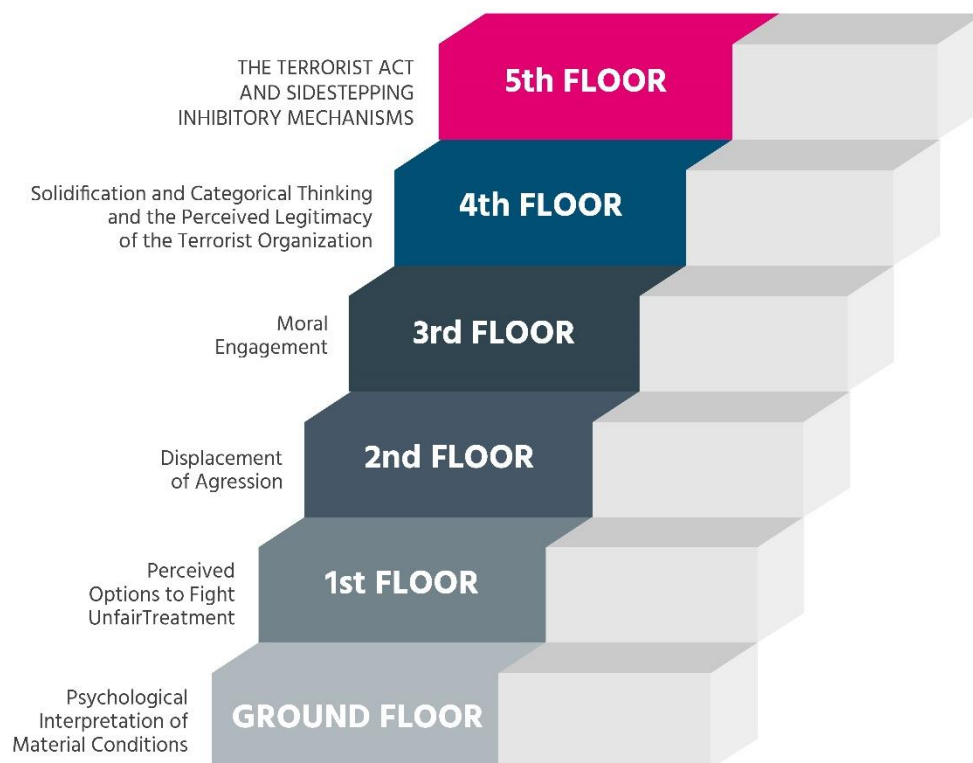 THE TERRORIST ACT
AND SIDESTEPPING
INHIBITORY MECHANISMS
5th FLOOR
Solidification and Categorical Thinking
and the Perceived Legitimacy
of the Terrorist Organization
4th FLOOR
Moral
Engagement
3rd FLOOR
Displacement
of Agression
2nd FLOOR
Perceived
Options to Fight
UnfairTreatment
1st FLOOR
Psychological
Interpretation of
Material Conditions
GROUND FLOOR